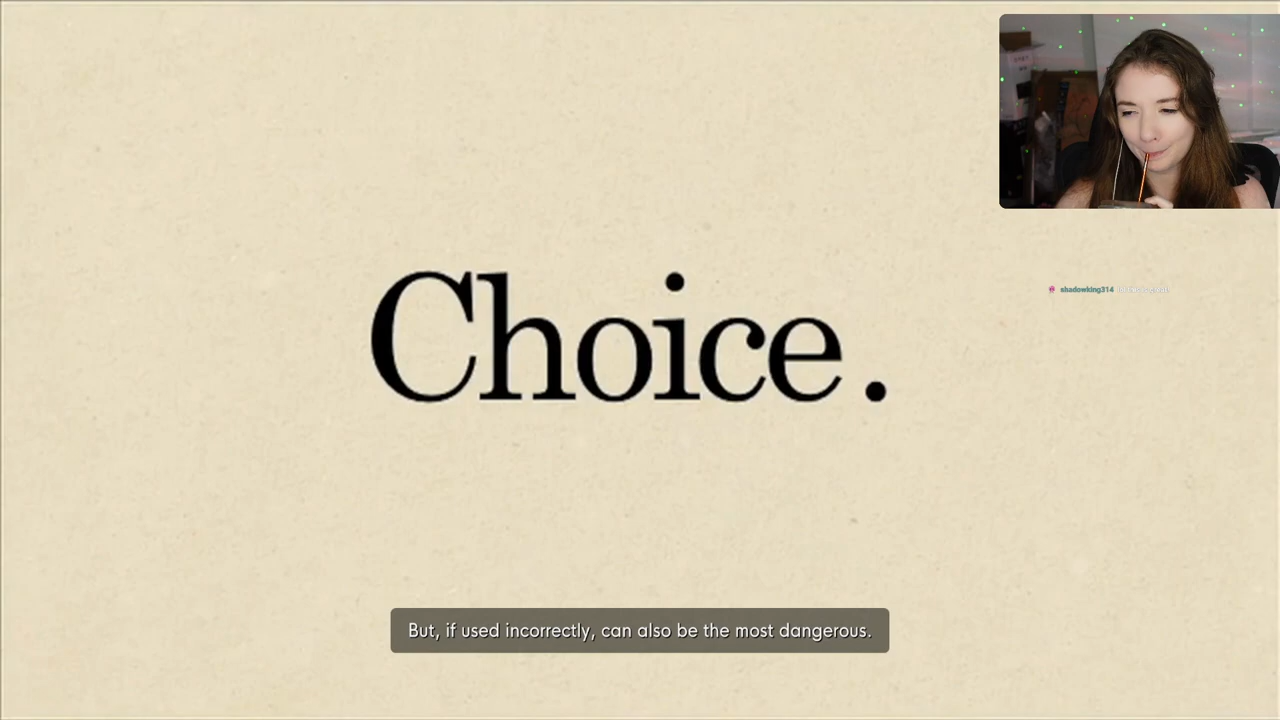 Choice.
shadowking314
But, if used incorrectly, can also be the most dangerous.